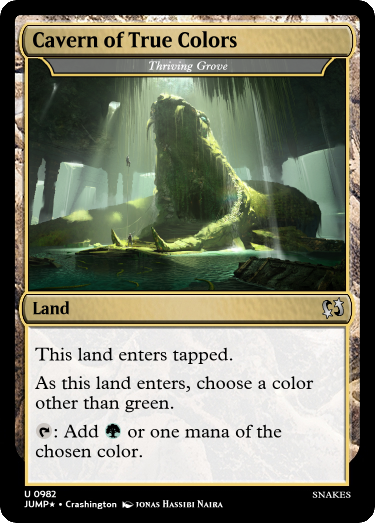 Cavern of True Colors
Thriving Grove
Land
This land enters tapped.
As this land enters, choose a color
other than green.
: Add or one mana of the
chosen color.
U 0982
SNAKES
JUMP★ • Crashington JONAS HASSIBI NAIRA